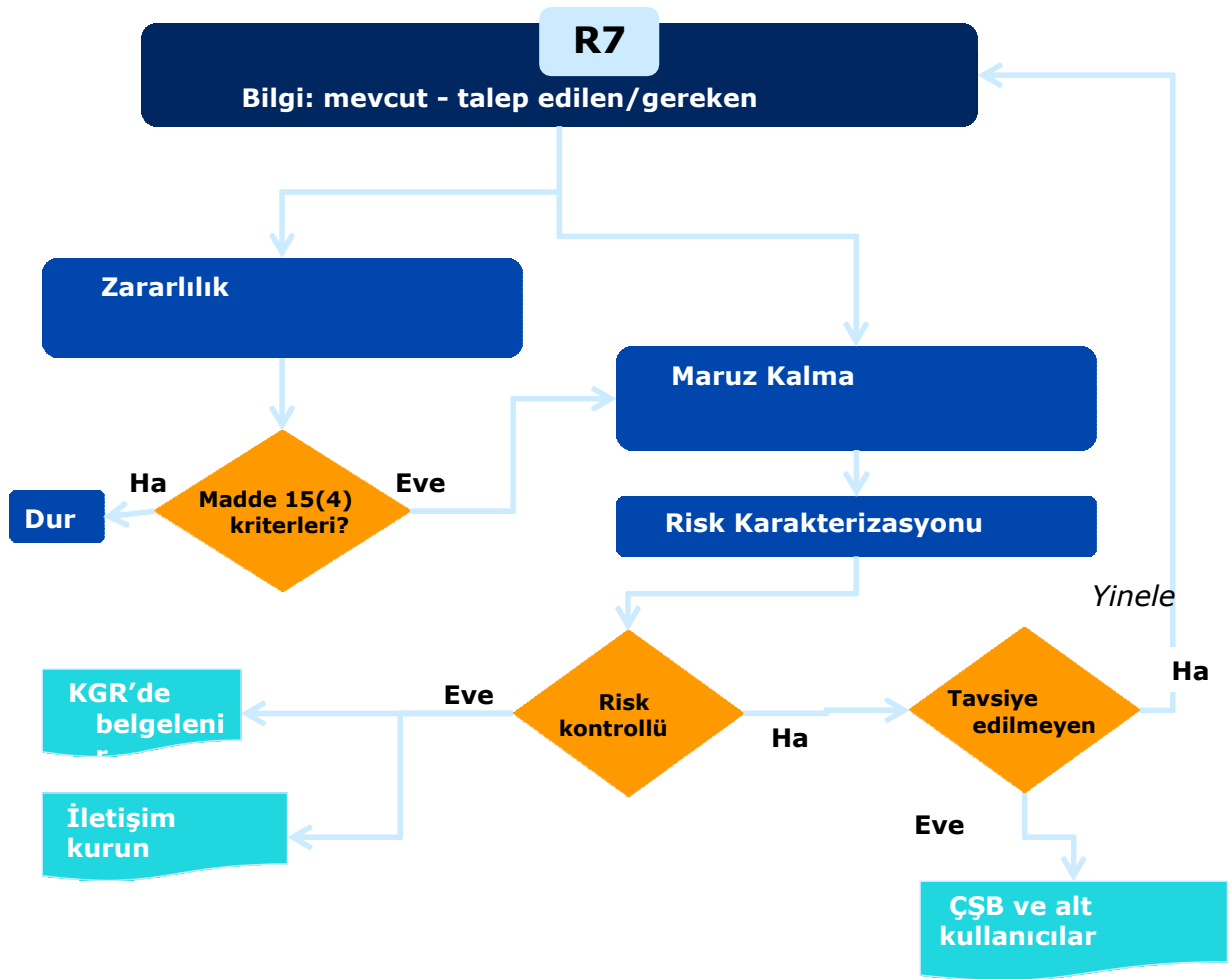 R7
Bilgi: mevcut - talep edilen/gereken
Zararlılık
Maruz Kalma
Ha
Madde 15(4)
kriterleri?
Eve
Dur
Risk Karakterizasyonu
Yinele
KGR’de
belgeleni
r
Eve
Risk
kontrollü
Ha
Tavsiye
edilmeyen
Ha
İletişim
kurun
Eve
ÇŞB ve alt
kullanıcılar